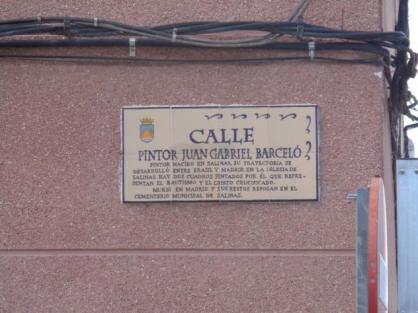 CALLE
PINTOR JUAN GABRIEL BARCELÓ
PINTOR NACIDO EN SALINAS, SU TRAYECTORIA SE
DESARROLLÓ ENTRE BRASIL Y MADRID. EN LA IGLESIA DE
SALINAS HAY DOS CUADROS PINTADOS POR ÉL QUE REPRE-
SENTAN EL BAUTISMO Y EL CRISTO CRUCIFICADO.
MURIÓ EN MADRID Y SUS RESTOS REPOSAN EN EL
CEMENTERIO MUNICIPAL DE SALINAS.